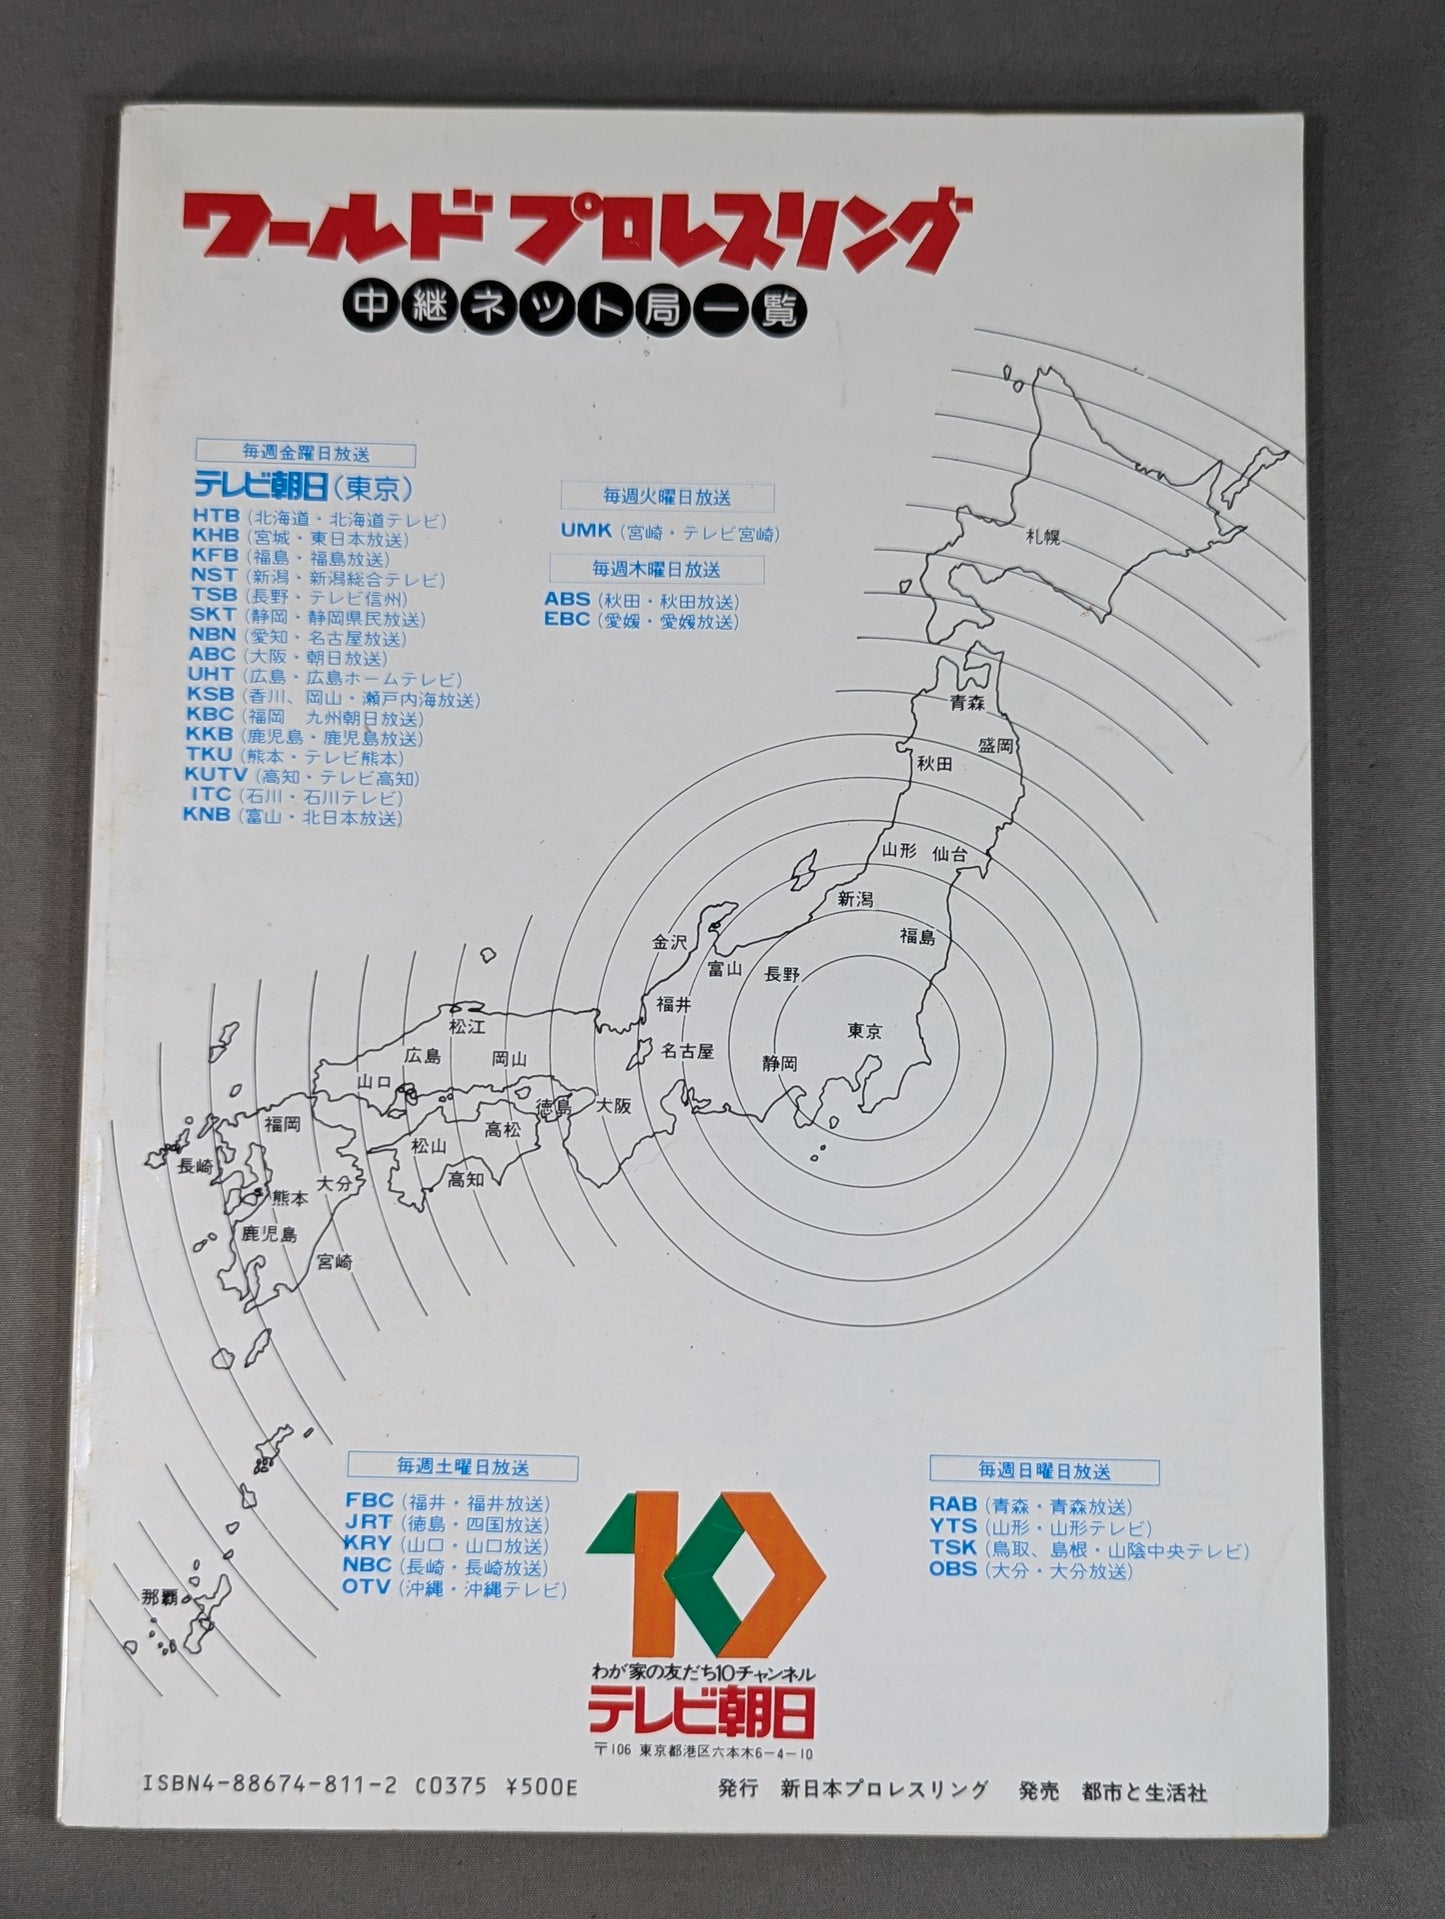 ワールド プロレスリング
中継ネット局一覧
毎週金曜日放送
テレビ朝日(東京)
HTB (北海道・北海道テレビ)
KHB (宮城・東日本放送)
KFB (福島・福島放送)
NST (新潟・新潟総合テレビ)
TSB (長野・テレビ信州)
SKT (静岡・静岡県民放送)
NBN (愛知・名古屋放送)
ABC (大阪・朝日放送)
UHT (広島・広島ホームテレビ)
KSB (香川、岡山・瀬戸内海放送)
KBC (福岡 九州朝日放送)
KKB (鹿児島・鹿児島放送)
TKU (熊本・テレビ熊本)
KUTV (高知・テレビ高知)
ITC (石川・石川テレビ)
KNB (富山・北日本放送)
毎週火曜日放送
UMK (宮崎・テレビ宮崎)
毎週木曜日放送
ABS (秋田・秋田放送)
EBC (愛媛・愛媛放送)
札幌
青森
盛岡
秋田
山形 仙台
新潟
福島
金沢
富山 長野
福井
東京
名古屋
静岡
松江
広島
岡山
山口
徳島
大阪
福岡
高松
松山
長崎
大分
高知
熊本
鹿児島
宮崎
那覇
毎週土曜日放送
FBC (福井・福井放送)
JRT (徳島・四国放送)
KRY (山口・山口放送)
NBC (長崎・長崎放送)
OTV (沖縄・沖縄テレビ)
毎週日曜日放送
RAB (青森・青森放送)
YTS (山形・山形テレビ)
TSK (鳥取、島根・山陰中央テレビ)
OBS (大分・大分放送)
10
わが家の友だち10チャンネル
テレビ朝日
〒106 東京都港区六本木6-4-10
ISBN4-88674-811-2 C0375 ¥500E
発行 新日本プロレスリング 発売 都市と生活社